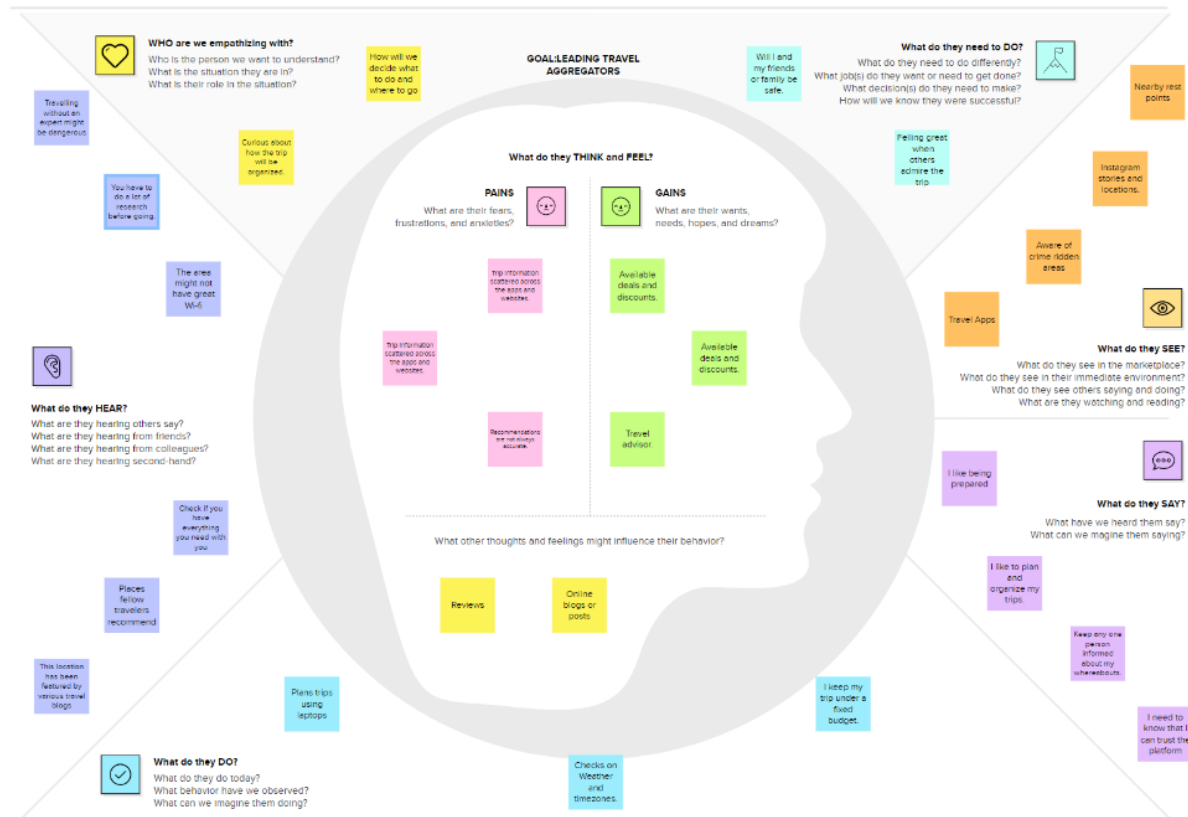 WHO are we empathizing with?
Who is the person we want to understand?
What is the situation they are in?
What is their role in the situation?
How will we
decide what
to do and
where to
go
Curious about
how the trip
will be
organized.
GOAL:LEADING TRAVEL
AGGREGATORS
Will I and
my friends
or family be
safe.
What do they need to DO?
What do they need to do differently?
What job(s) do they want or need to get done?
What decision(s) do they need to make?
How will we know they were successful?
Felling great
when
others
admire the
trip
Travelling
without an
expert might
be dangerous
You have to
do a lot of
research
before going.
The area
might not
have great
Wi-fi
What do they HEAR?
What are they hearing others say?
What are they hearing from friends?
What are they hearing from colleagues?
What are they hearing second-hand?
Check if you
have
everything
you need with
you
Places
fellow
travelers
recommend
This location
has been
featured by
various travel
blogs
What do they THINK and FEEL?
PAINS
What are their fears,
frustrations, and anxieties?
Trip Information
scattered across
the apps and
websites.
Trip Information
scattered across
the apps and
websites.
Recommendations
are not always
accurate.
GAINS
What are their wants,
needs, hopes, and dreams?
Available
deals and
discounts.
Available
deals and
discounts.
Travel
advisor.
What other thoughts and feelings might influence their behavior?
Reviews
Online
blogs or
posts
Nearby rest
points
Instagram
stories and
locations.
Aware of
crime ridden
areas
Travel Apps
What do they SEE?
What do they see in the marketplace?
What do they see in their immediate environment?
What do they see others saying and doing?
What are they watching and reading?
I like being
prepared
What do they SAY?
What have we heard them say?
What can we magine them saying?
I like to plan
and
organize my
trips.
Keep any one
person
informed
about my
whereabouts.
I need to
know that I
can trust the
platform
What do they DO?
What do they do today?
What behavior have we observed?
What can we imagine them doing?
Plans trips
using
laptops
Checks on
Weather
and
timezones.
I keep my
trip under a
fixed
budget.